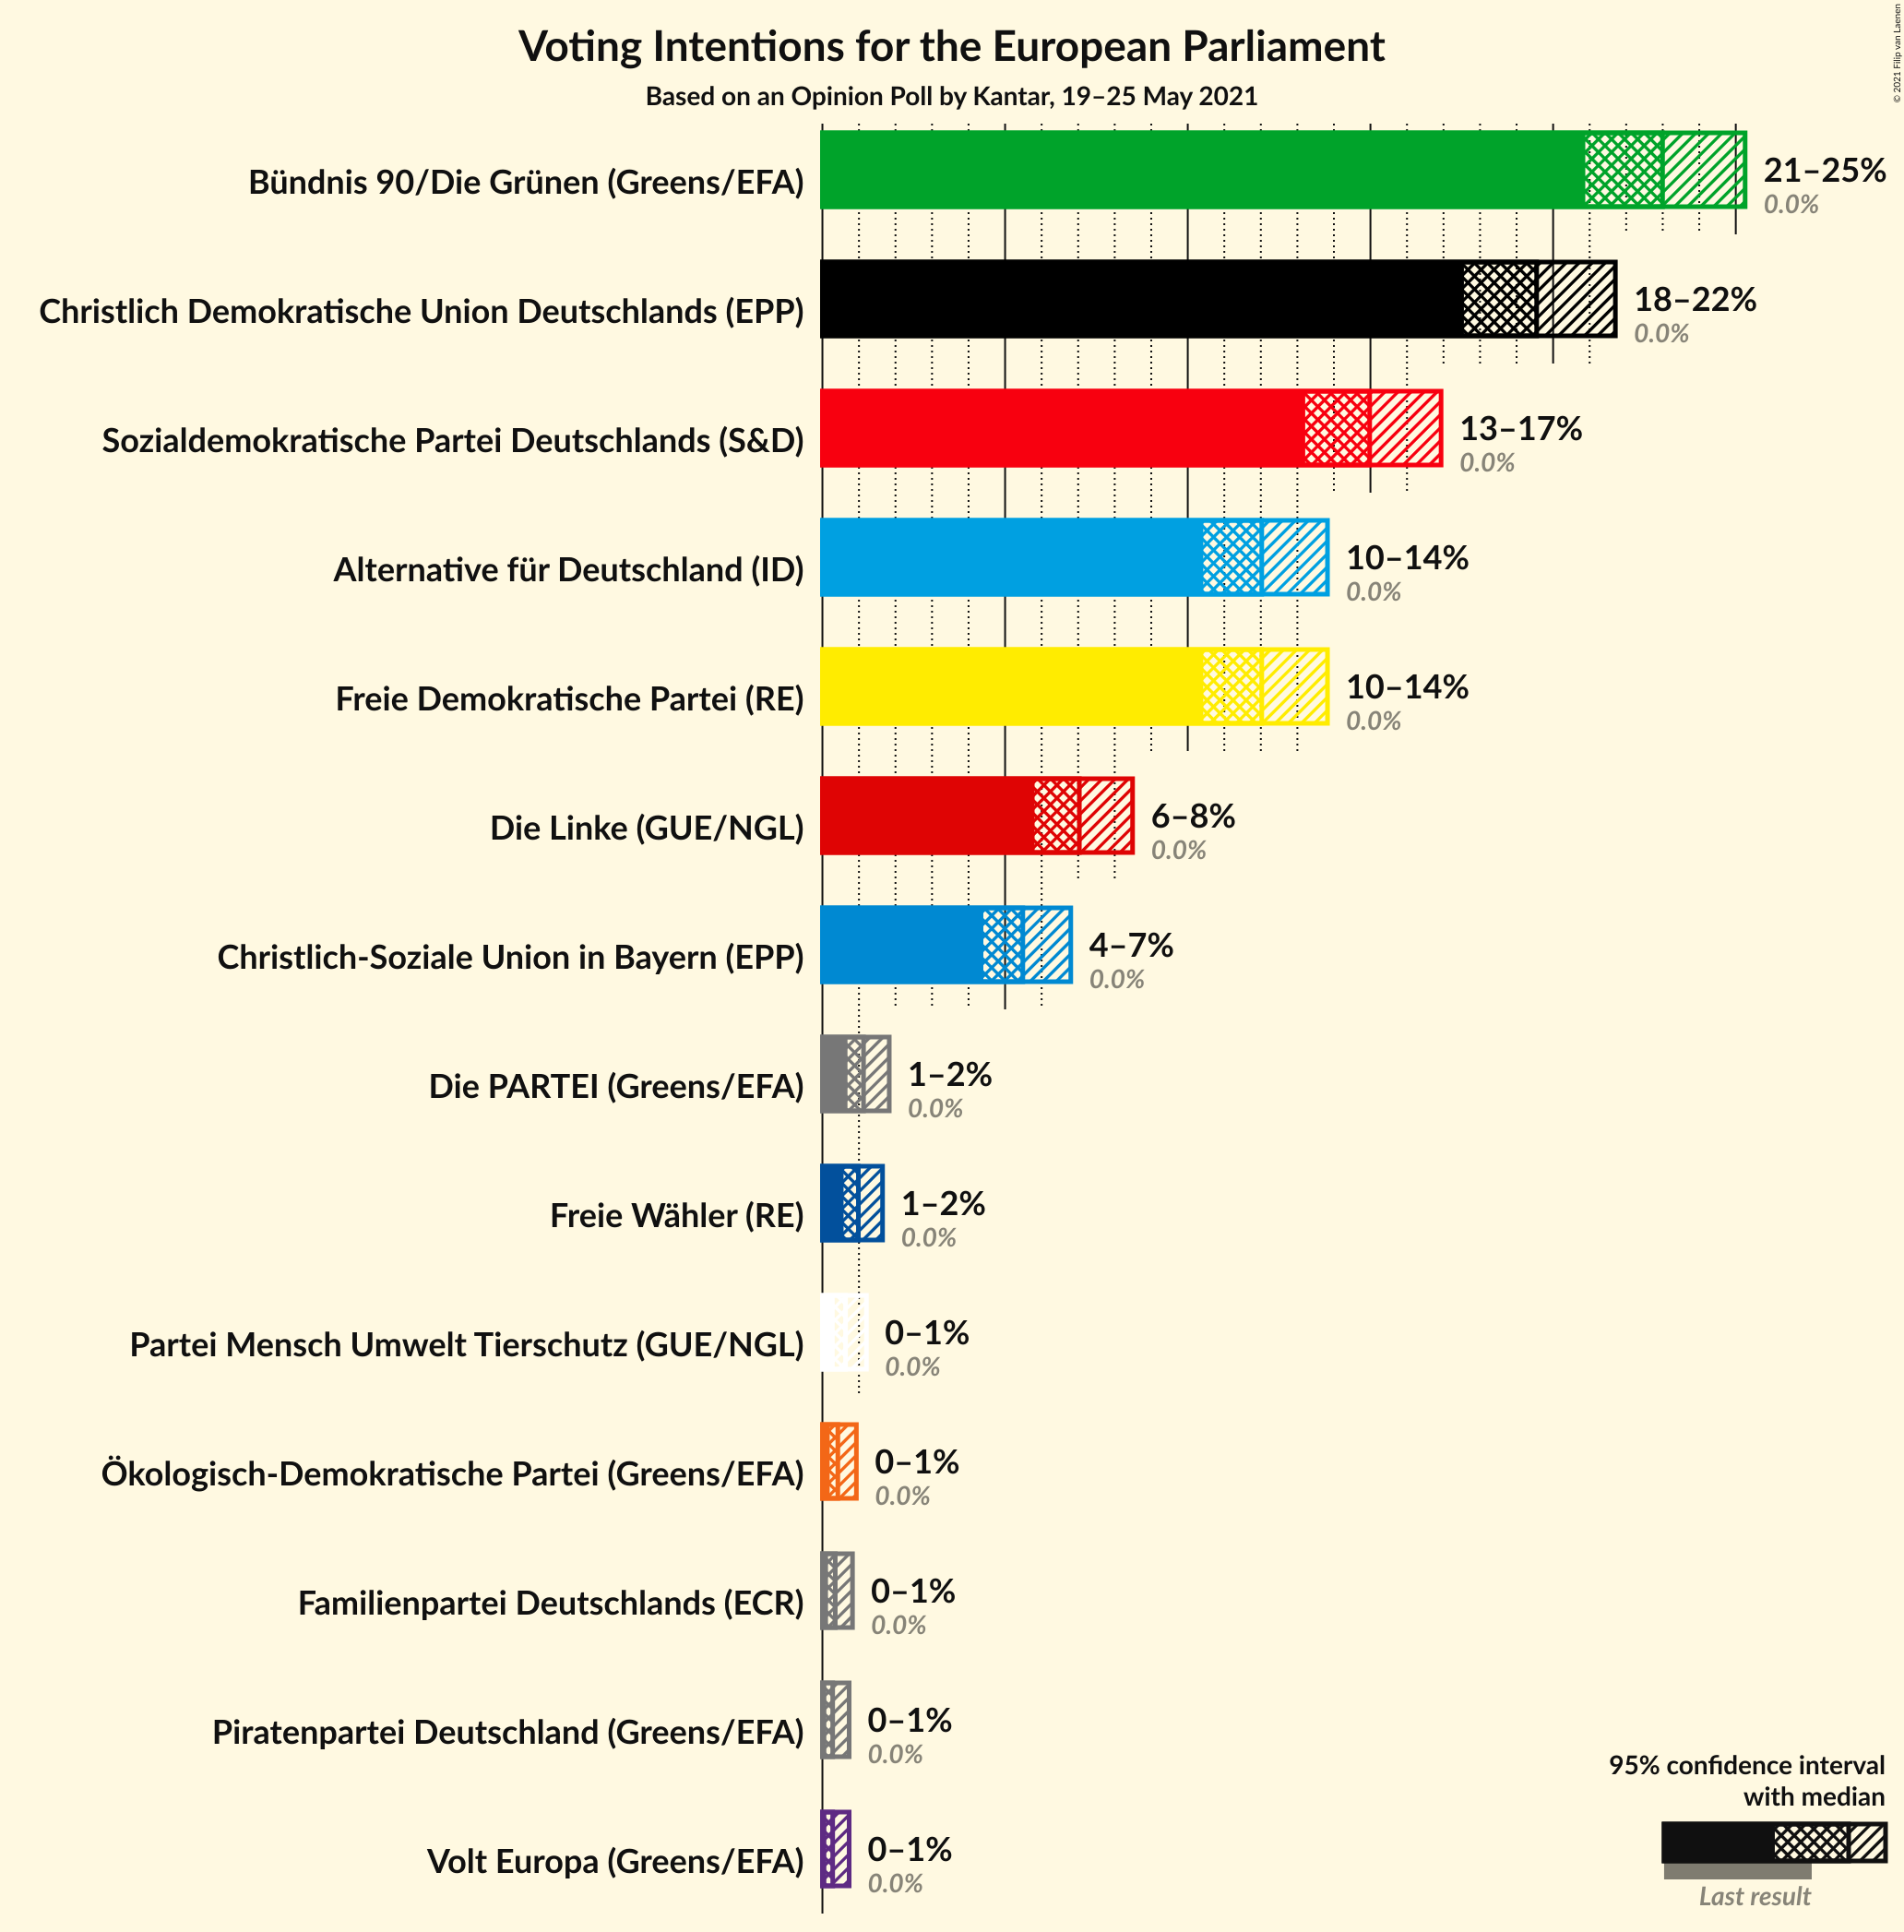 Voting Intentions for the European Parliament
Based on an Opinion Poll by Kantar, 19–25 May 2021
© 2021 Filip van Laenen
Bündnis 90/Die Grünen (Greens/EFA)
21–25%
0.0%
Christlich Demokratische Union Deutschlands (EPP)
18–22%
0.0%
Sozialdemokratische Partei Deutschlands (S&D)
13–17%
0.0%
Alternative für Deutschland (ID)
10–14%
0.0%
Freie Demokratische Partei (RE)
10–14%
0.0%
Die Linke (GUE/NGL)
6–8%
0.0%
Christlich-Soziale Union in Bayern (EPP)
4–7%
0.0%
Die PARTEI (Greens/EFA)
1–2%
0.0%
Freie Wähler (RE)
1–2%
0.0%
Partei Mensch Umwelt Tierschutz (GUE/NGL)
0–1%
0.0%
Ökologisch-Demokratische Partei (Greens/EFA)
0–1%
0.0%
Familienpartei Deutschlands (ECR)
0–1%
0.0%
Piratenpartei Deutschland (Greens/EFA)
0–1%
0.0%
Volt Europa (Greens/EFA)
0–1%
0.0%
95% confidence interval
with median
Last result